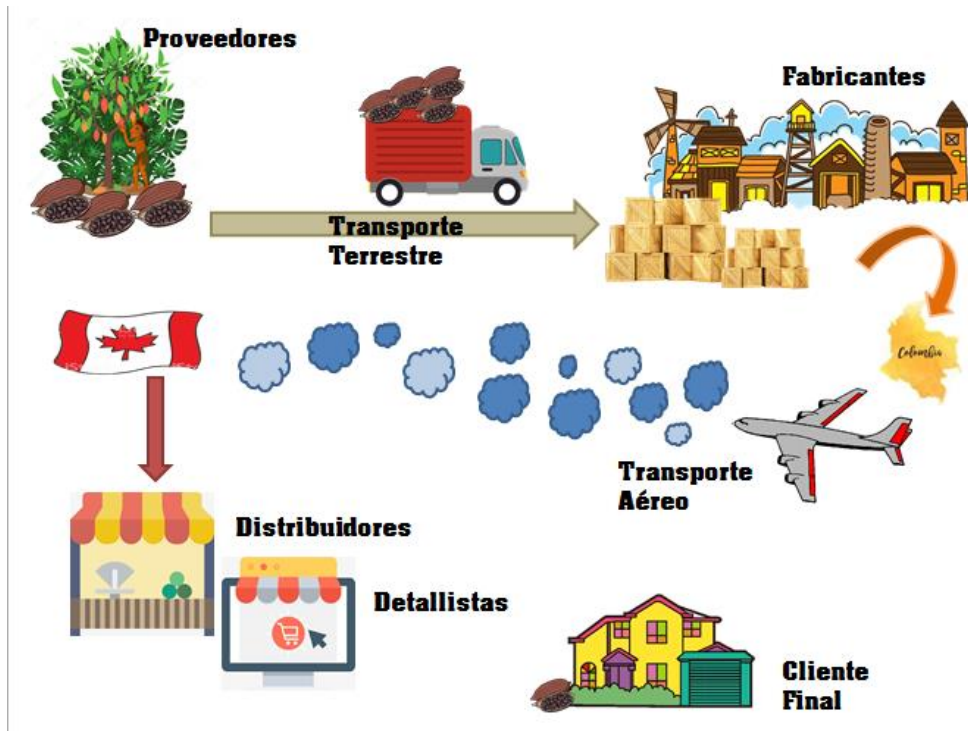 Proveedores
Fabricantes
Transporte
Terrestre
Colombia
Transporte
Aéreo
Distribuidores
Detallistas
Cliente
Final